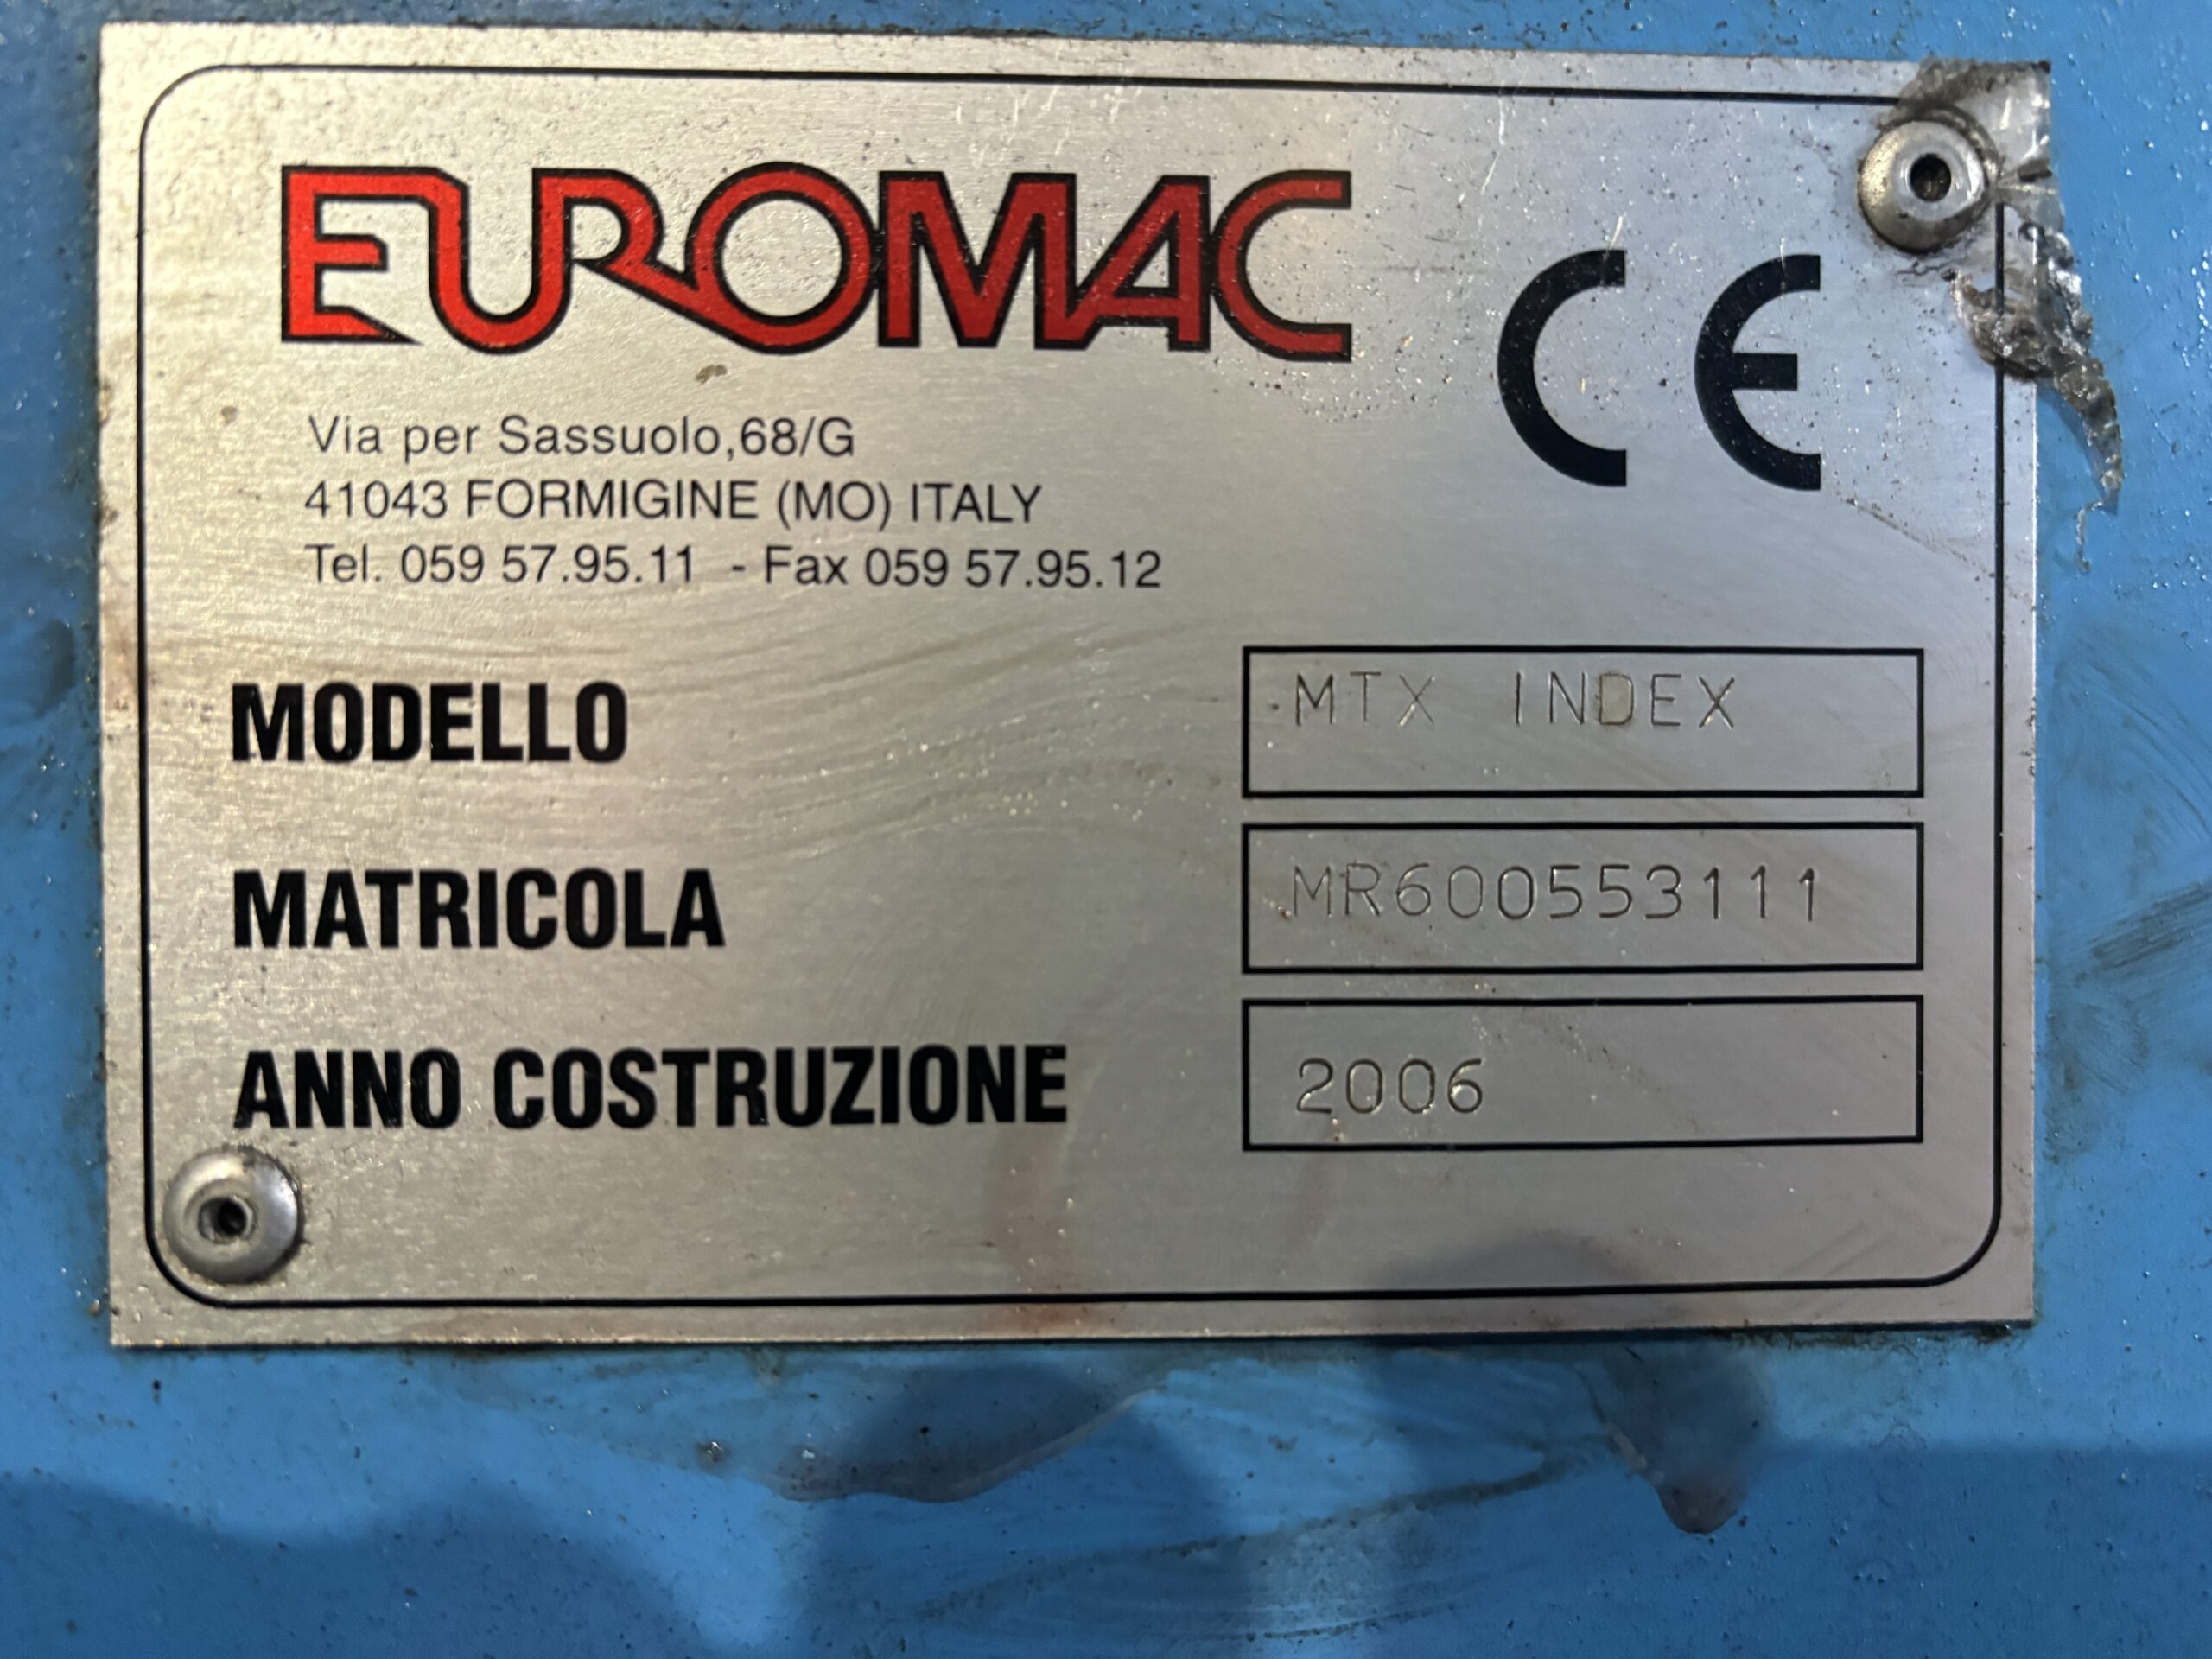 EUROMAC
CE
Via per Sassuolo,68/G
41043 FORMIGINE (MO) ITALY
Tel. 059 57.95.11 - Fax 059 57.95.12
MODELLO MTX INDEX
MATRICOLA MR600553111
ANNO COSTRUZIONE 2006